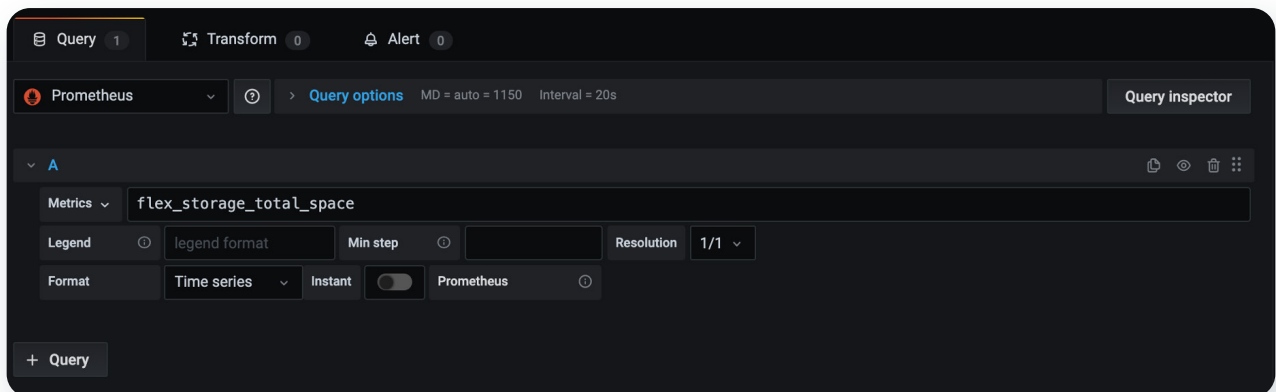 Query 1 Transform 0 Alert 0
Prometheus Query options MD = auto = 1150 Interval = 20s Query inspector
A
Metrics flex_storage_total_space
Legend legend format Min step Resolution 1/1
Format Time series Instant Prometheus
+ Query